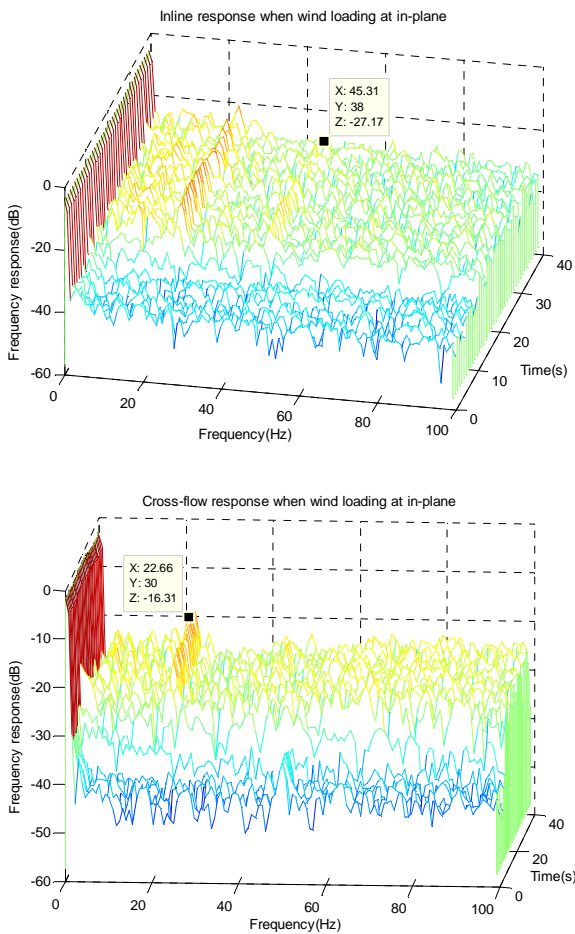 Inline response when wind loading at in-plane
X: 45.31
Y: 38
Z: -27.17
0
-20
-40
-60
Frequency response(dB)
0
20
40
60
80
100
Frequency(Hz)
0
10
20
30
40
Time(s)
Cross-flow response when wind loading at in-plane
X: 22.66
Y: 30
Z: -16.31
0
-10
-20
-30
-40
-50
-60
Frequency response(dB)
0
20
40
60
80
100
Frequency(Hz)
0
20
40
Time(s)